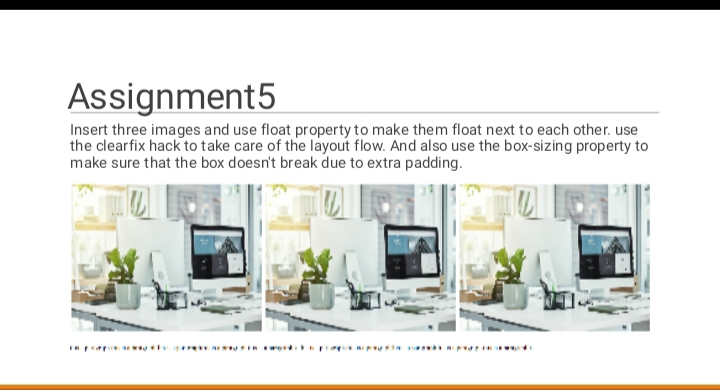 Assignment5
Insert three images and use float property to make them float next to each other. use
the clearfix hack to take care of the layout flow. And also use the box-sizing property to
make sure that the box doesn't break due to extra padding.